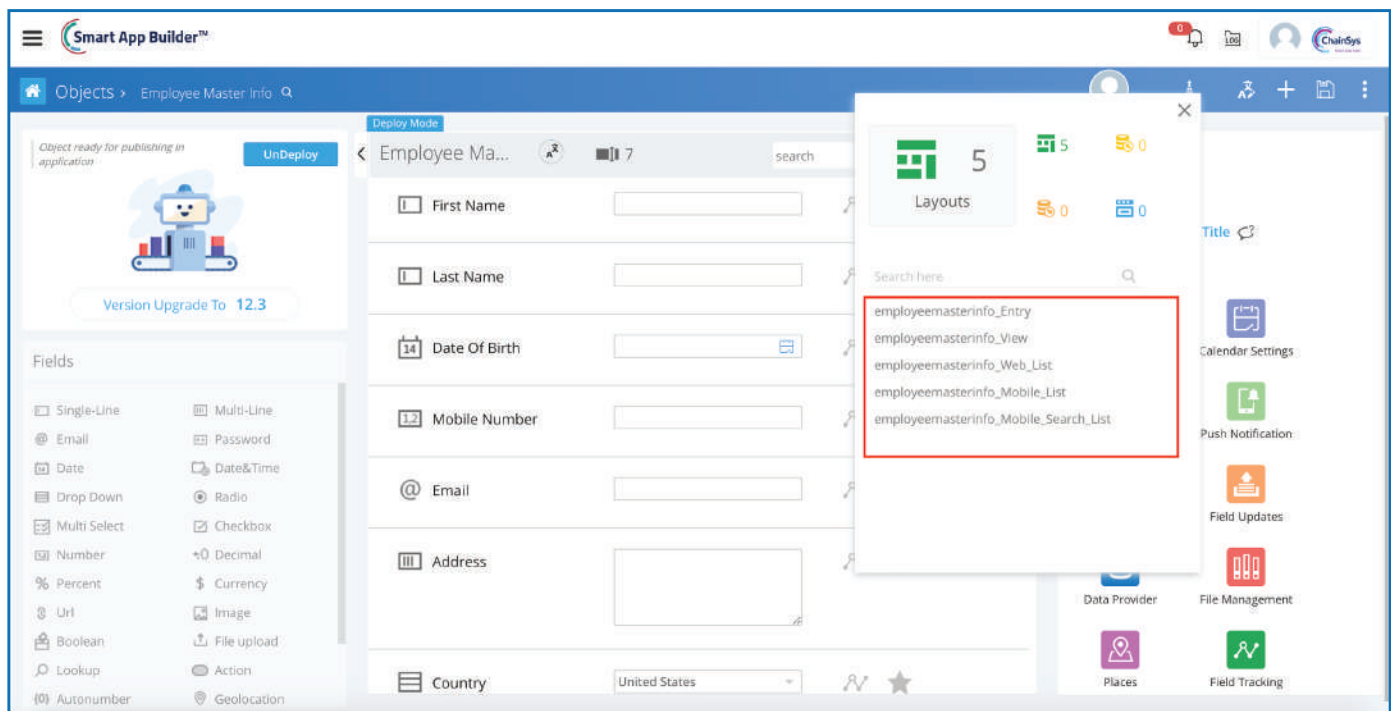 Smart App Builder™
0
LOG
ChainSys
Objects › Employee Master Info
Object ready for publishing in
application
UnDeploy
Version Upgrade To 12.3
Fields
Single-Line
Multi-Line
Email
Password
Date
Date&Time
Drop Down
Radio
Multi Select
Checkbox
Number
Decimal
Percent
Currency
Url
Image
Boolean
File upload
Lookup
Action
Autonumber
Geolocation
Deploy Mode
Employee Ma...
7
search
First Name
Last Name
14 Date Of Birth
1,2 Mobile Number
@ Email
Address
Country
United States
5
Layouts
5
0
0
0
Search here
employeemasterinfo_Entry
employeemasterinfo_View
employeemasterinfo_Web_List
employeemasterinfo_Mobile_List
employeemasterinfo_Mobile_Search_List
Title
Calendar Settings
Push Notification
Field Updates
Data Provider
File Management
Places
Field Tracking